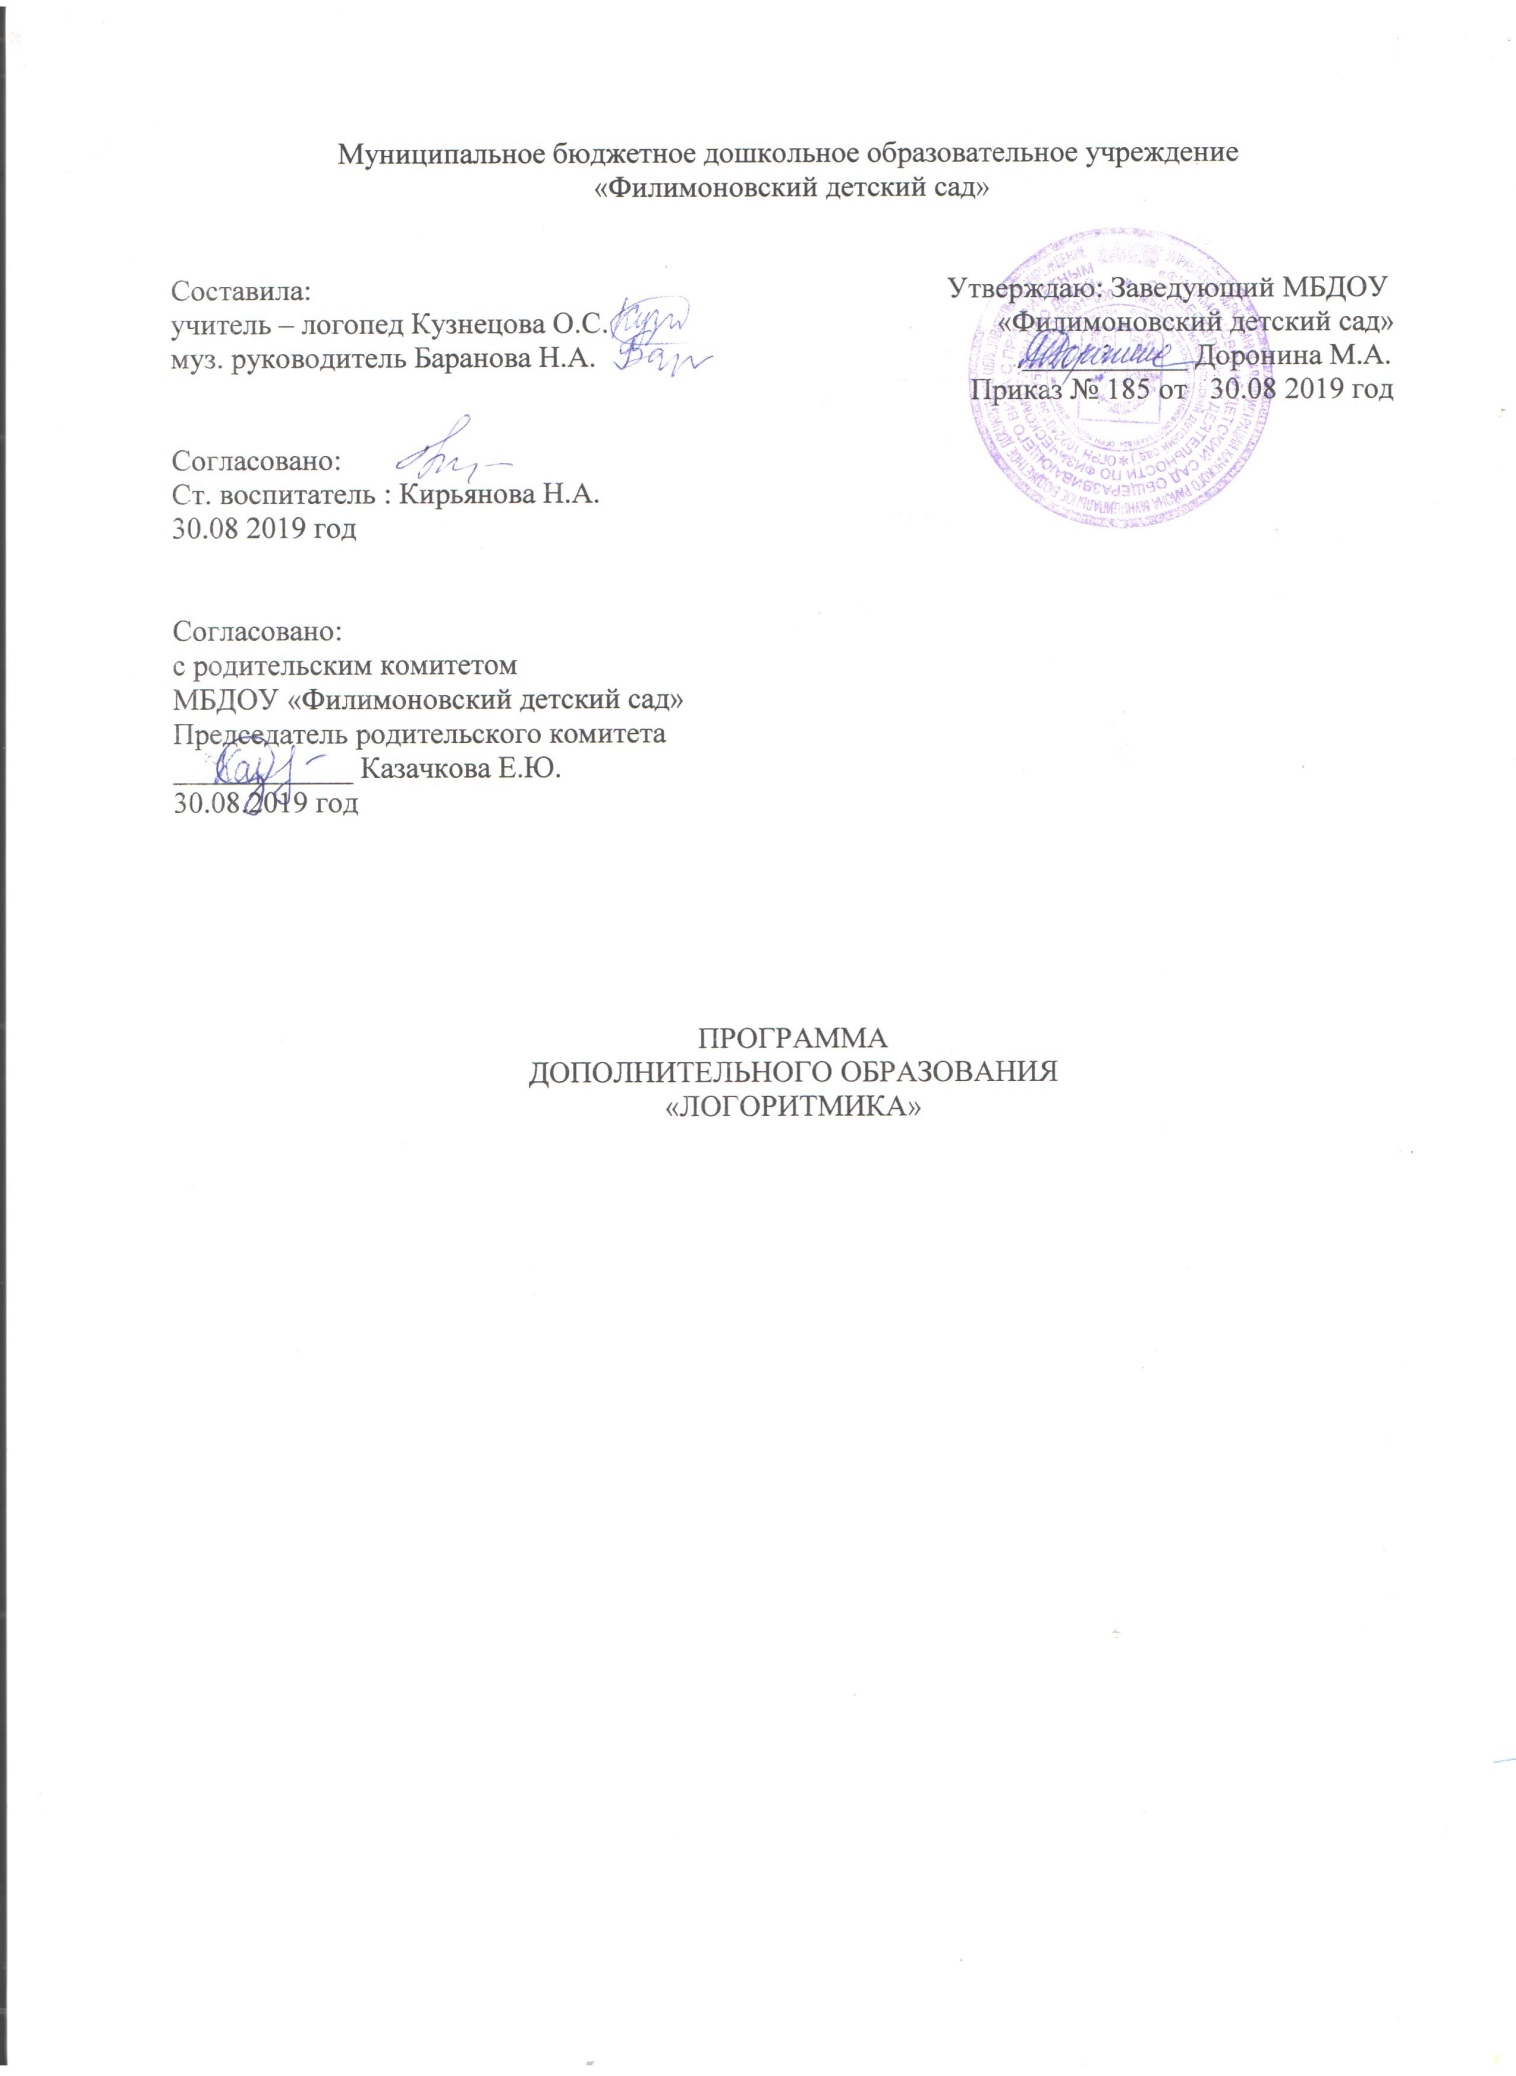 Муниципальное бюджетное дошкольное образовательное учреждение
«Филимоновский детский сад»
Составила:
учитель – логопед Кузнецова О.С.
муз. руководитель Баранова Н.А.
Утверждаю: Заведующий МБДОУ
«Филимоновский детский сад»
____________ Доронина М.А.
Приказ № 185 от 30.08 2019 год
Согласовано:
Ст. воспитатель : Кирьянова Н.А.
30.08 2019 год
Согласовано:
с родительским комитетом
МБДОУ «Филимоновский детский сад»
Председатель родительского комитета
____________ Казачкова Е.Ю.
30.08.2019 год
ПРОГРАММА
ДОПОЛНИТЕЛЬНОГО ОБРАЗОВАНИЯ
«ЛОГОРИТМИКА»